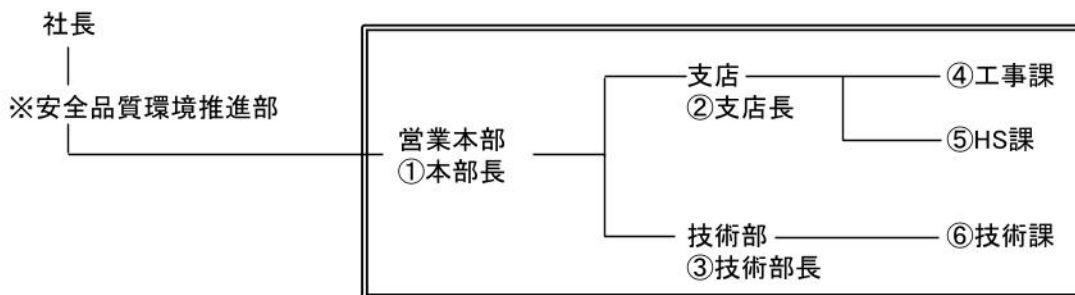 社長
※安全品質環境推進部
営業本部
①本部長
支店
②支店長
④工事課
⑤HS課
技術部
③技術部長
⑥技術課